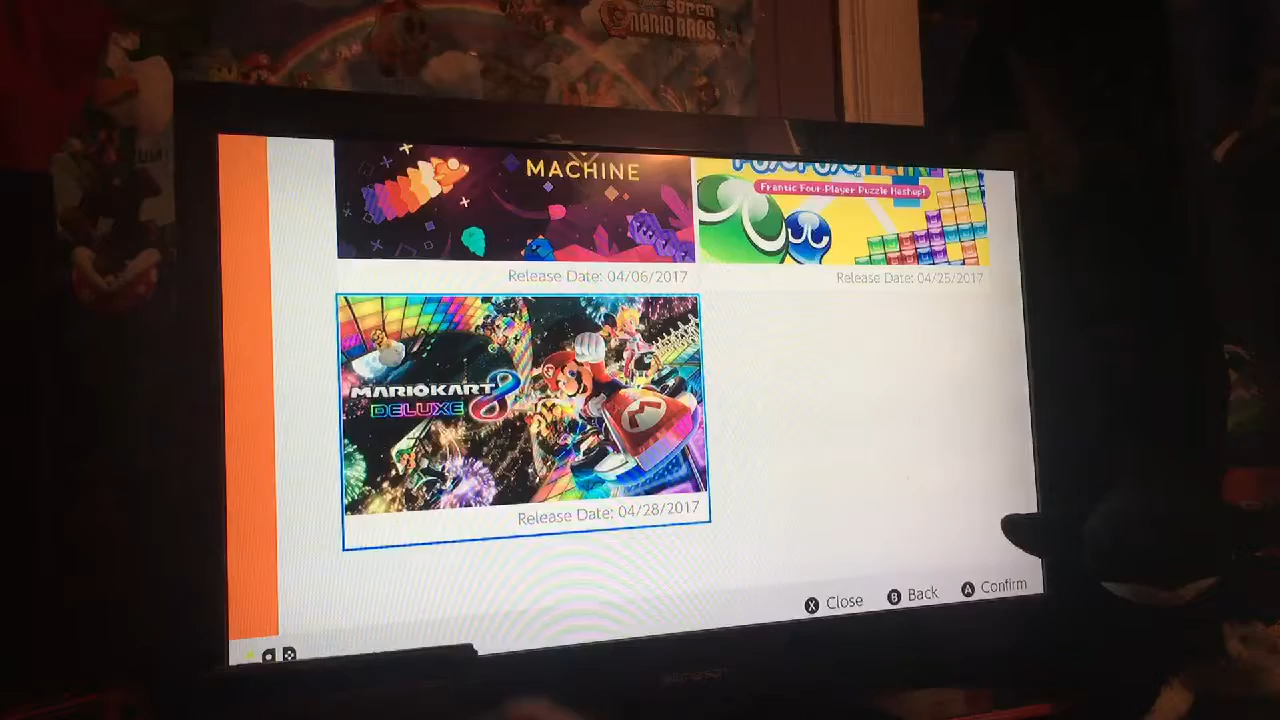 SUPER
MARIO BROS.
MACHINE
Frantic Four-Player Puzzle Mashup!
Release Date: 04/06/2017
Release Date: 04/25/2017
MARIOKART 8
DELUXE
Release Date: 04/28/2017
X Close B Back A Confirm